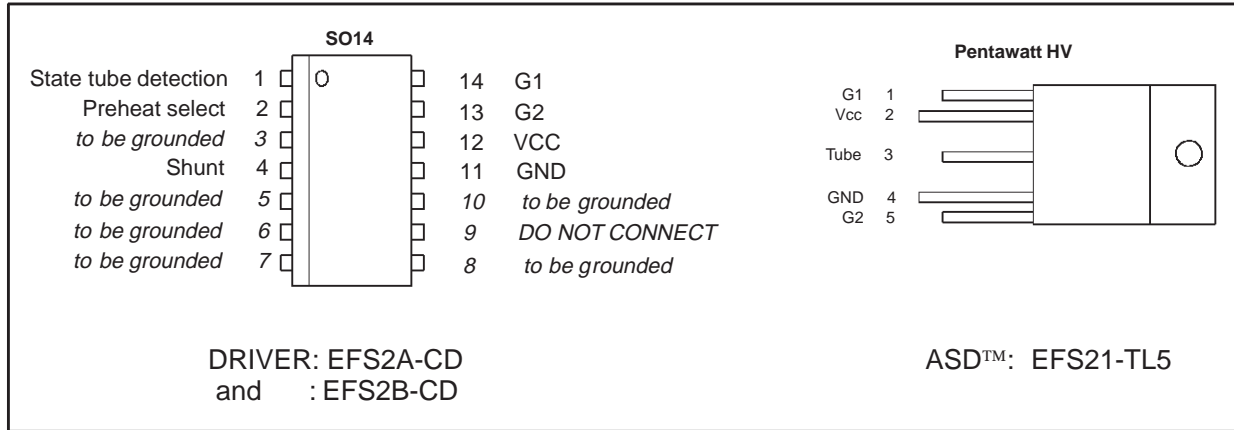 SO14
State tube detection 1 14 G1
Preheat select 2 13 G2
to be grounded 3 12 VCC
Shunt 4 11 GND
to be grounded 5 10 to be grounded
to be grounded 6 9 DO NOT CONNECT
to be grounded 7 8 to be grounded
DRIVER: EFS2A-CD
and : EFS2B-CD
Pentawatt HV
G1 1
Vcc 2
Tube 3
GND 4
G2 5
ASD™: EFS21-TL5